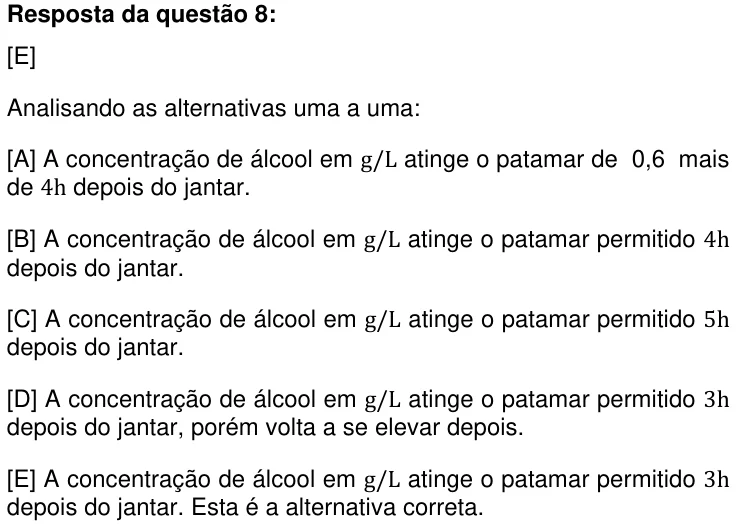 Resposta da questão 8:
[E]
Analisando as alternativas uma a uma:
[A] A concentração de álcool em g/L atinge o patamar de 0,6 mais
de 4h depois do jantar.
[B] A concentração de álcool em g/L atinge o patamar permitido 4h
depois do jantar.
[C] A concentração de álcool em g/L atinge o patamar permitido 5h
depois do jantar.
[D] A concentração de álcool em g/L atinge o patamar permitido 3h
depois do jantar, porém volta a se elevar depois.
[E] A concentração de álcool em g/L atinge o patamar permitido 3h
depois do jantar. Esta é a alternativa correta.